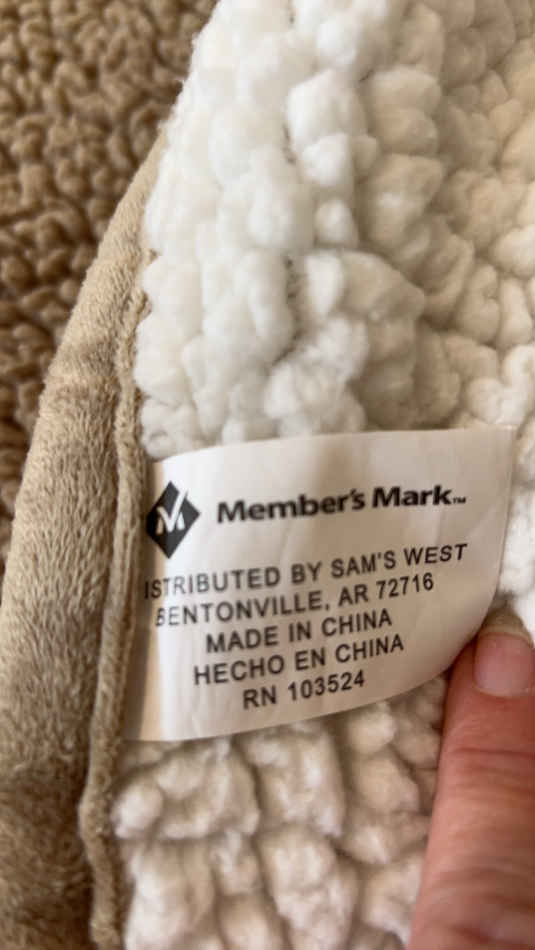 Member's Mark™
ISTRIBUTED BY SAM'S WEST
BENTONVILLE, AR 72716
MADE IN CHINA
HECHO EN CHINA
RN 103524